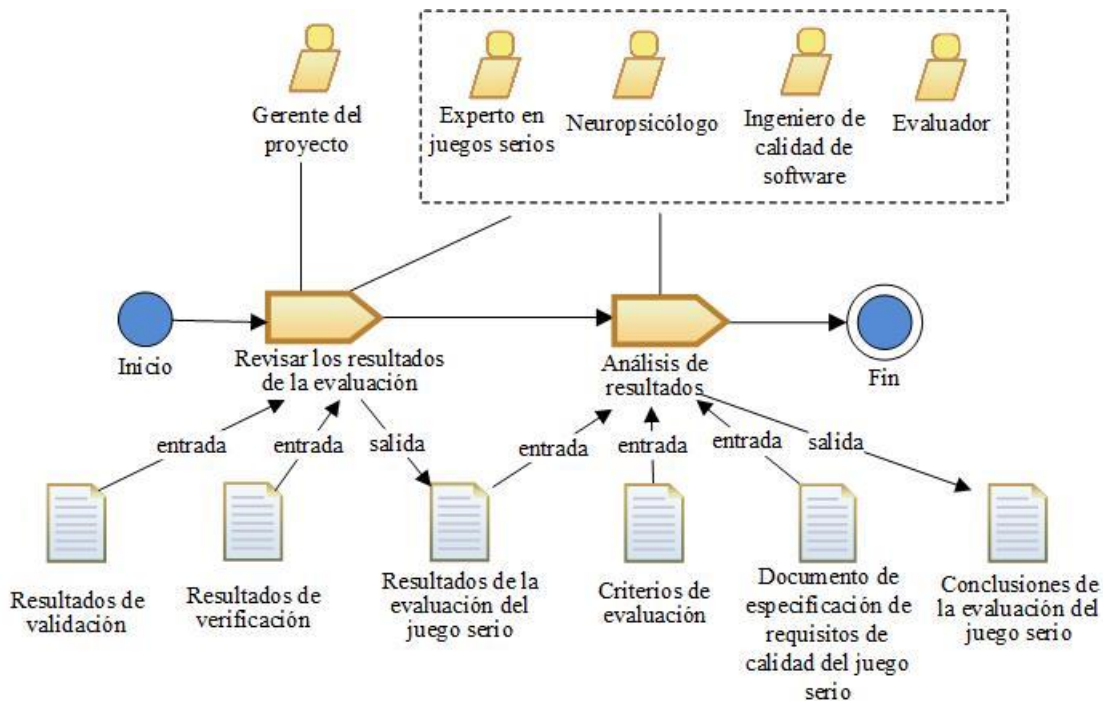 Gerente del
proyecto
Experto en
juegos serios
Neuropsicólogo
Ingeniero de
calidad de
software
Evaluador
Inicio
Revisar los resultados
de la evaluación
Análisis de
resultados
Fin
entrada
entrada
salida
entrada
entrada
entrada
salida
Resultados de
validación
Resultados de
verificación
Resultados de la
evaluación del
juego serio
Criterios de
evaluación
Documento de
especificación de
requisitos de
calidad del juego
serio
Conclusiones de
la evaluación del
juego serio